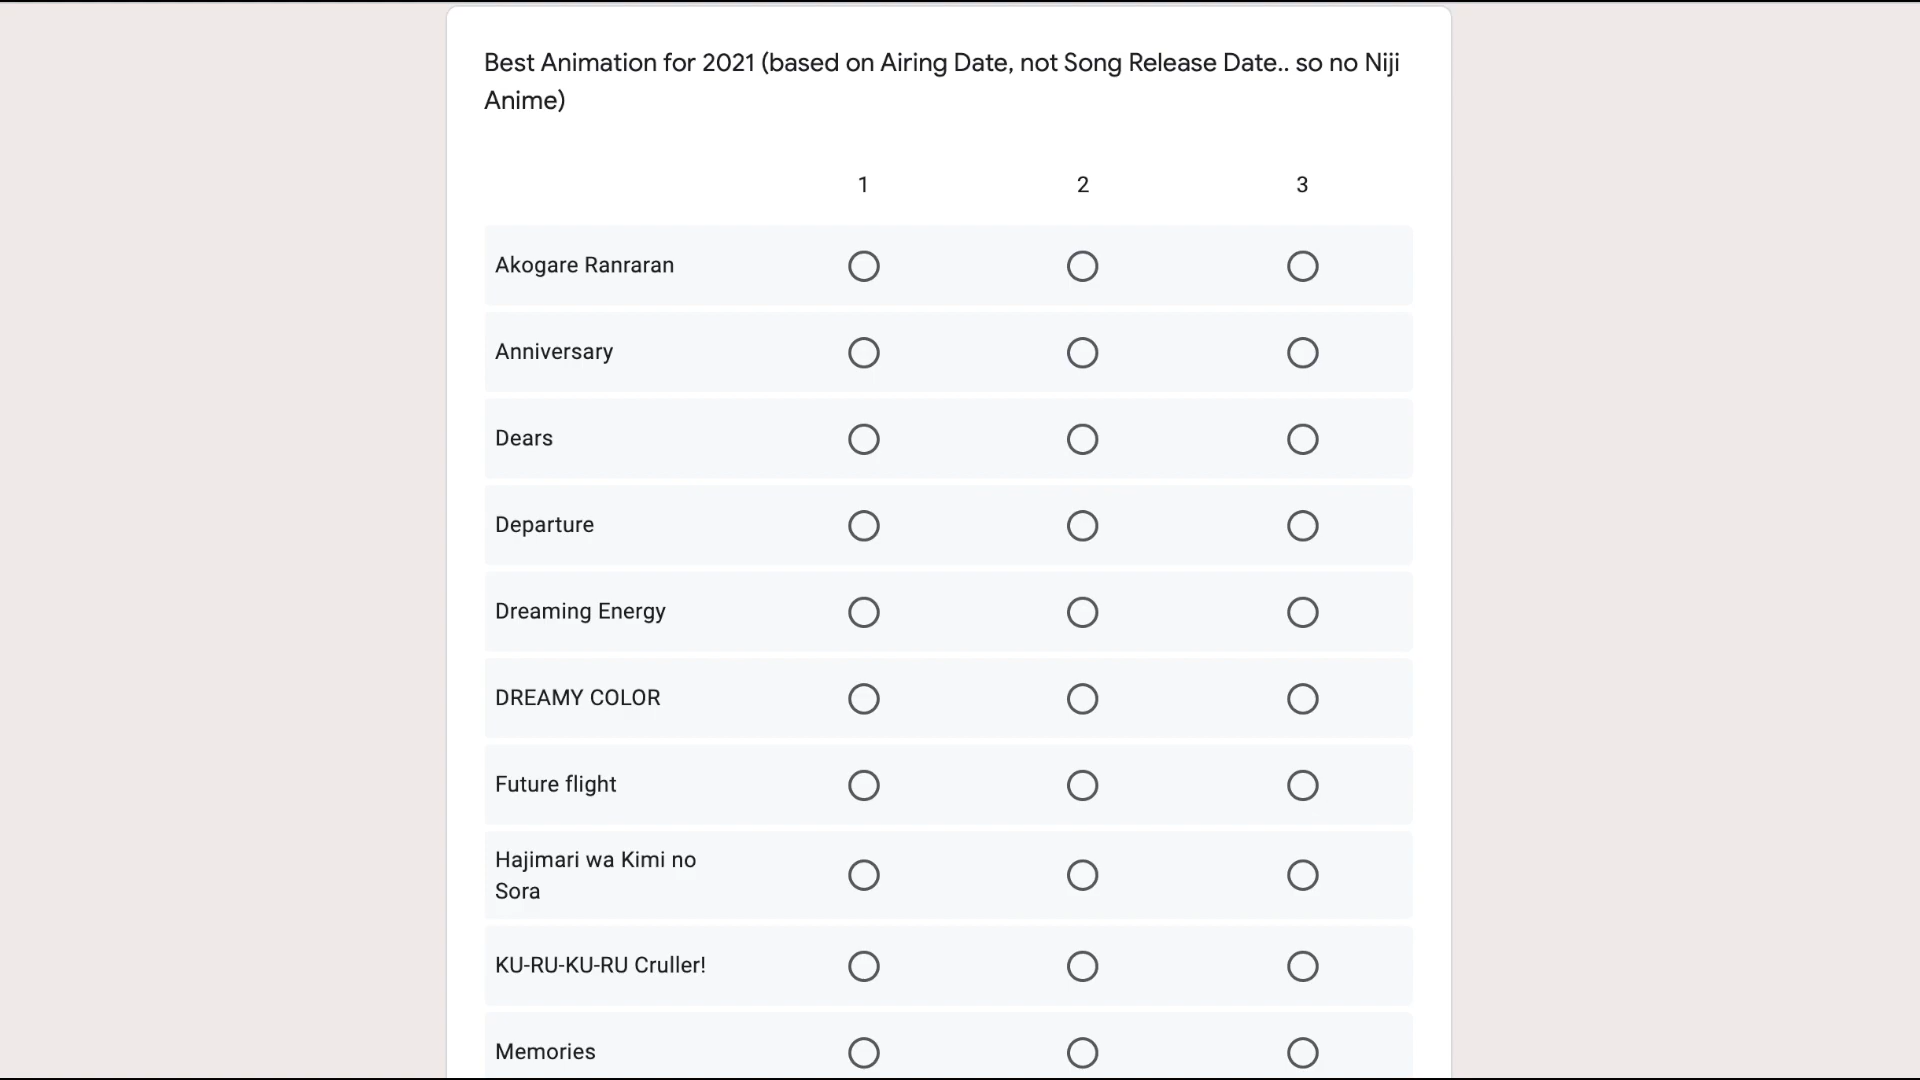 Best Animation for 2021 (based on Airing Date, not Song Release Date.. so no Niji
Anime)
1 2 3
Akogare Ranraran
Anniversary
Dears
Departure
Dreaming Energy
DREAMY COLOR
Future flight
Hajimari wa Kimi no
Sora
KU-RU-KU-RU Cruller!
Memories